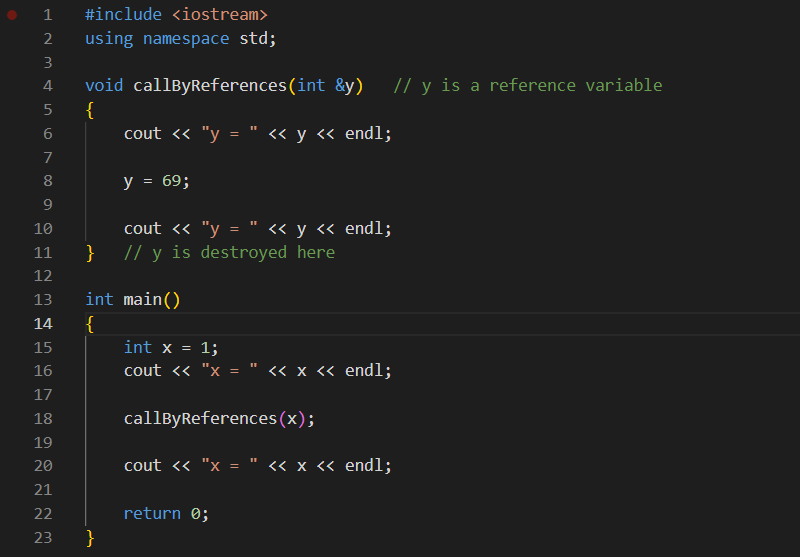 1 #include <iostream>
2 using namespace std;
3
4 void callByReferences(int &y)   // y is a reference variable
5 {
6     cout << "y = " << y << endl;
7
8     y = 69;
9
10     cout << "y = " << y << endl;
11 }   // y is destroyed here
12
13 int main()
14 {
15     int x = 1;
16     cout << "x = " << x << endl;
17
18     callByReferences(x);
19
20     cout << "x = " << x << endl;
21
22     return 0;
23 }